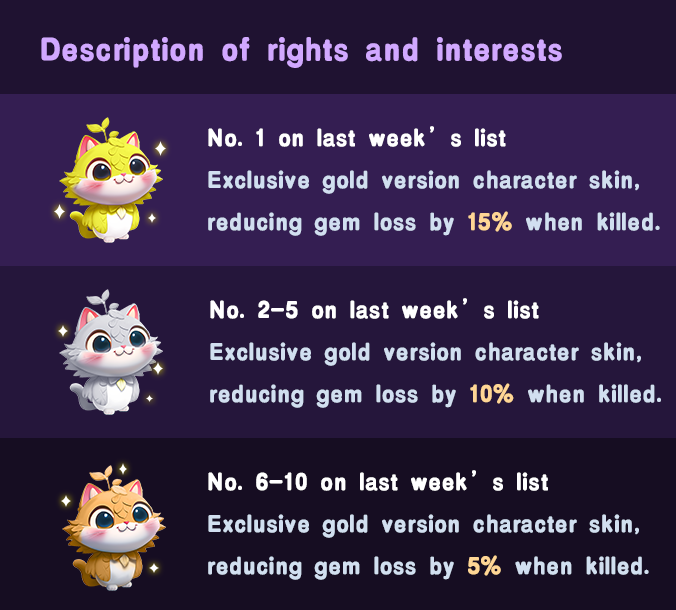 Description of rights and interests
No. 1 on last week’s list
Exclusive gold version character skin,
reducing gem loss by 15% when killed.
No. 2-5 on last week’s list
Exclusive gold version character skin,
reducing gem loss by 10% when killed.
No. 6-10 on last week’s list
Exclusive gold version character skin,
reducing gem loss by 5% when killed.